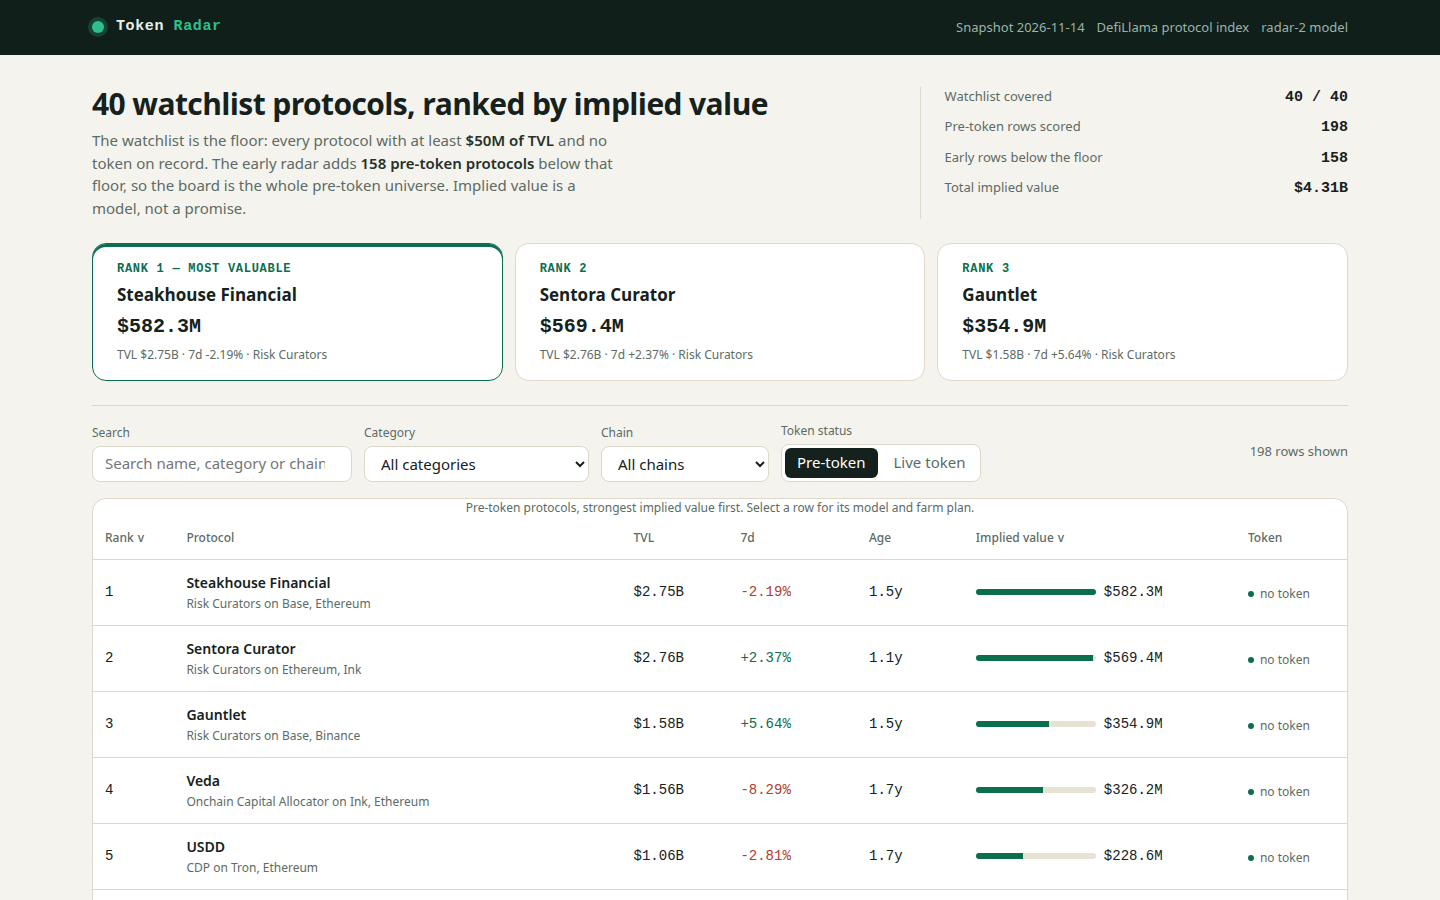 Token Radar
Snapshot 2026-11-14 DefiLlama protocol index radar-2 model
40 watchlist protocols, ranked by implied value
The watchlist is the floor: every protocol with at least $50M of TVL and no
token on record. The early radar adds 158 pre-token protocols below that
floor, so the board is the whole pre-token universe. Implied value is a
model, not a promise.
Watchlist covered 40 / 40
Pre-token rows scored 198
Early rows below the floor 158
Total implied value $4.31B
RANK 1 — MOST VALUABLE
Steakhouse Financial
$582.3M
TVL $2.75B · 7d -2.19% · Risk Curators
RANK 2
Sentora Curator
$569.4M
TVL $2.76B · 7d +2.37% · Risk Curators
RANK 3
Gauntlet
$354.9M
TVL $1.58B · 7d +5.64% · Risk Curators
Search
Search name, category or chain
Category
All categories
Chain
All chains
Token status
Pre-token Live token
198 rows shown
Pre-token protocols, strongest implied value first. Select a row for its model and farm plan.
Rank v Protocol TVL 7d Age Implied value v Token
1 Steakhouse Financial $2.75B -2.19% 1.5y $582.3M no token
Risk Curators on Base, Ethereum
2 Sentora Curator $2.76B +2.37% 1.1y $569.4M no token
Risk Curators on Ethereum, Ink
3 Gauntlet $1.58B +5.64% 1.5y $354.9M no token
Risk Curators on Base, Binance
4 Veda $1.56B -8.29% 1.7y $326.2M no token
Onchain Capital Allocator on Ink, Ethereum
5 USDD $1.06B -2.81% 1.7y $228.6M no token
CDP on Tron, Ethereum